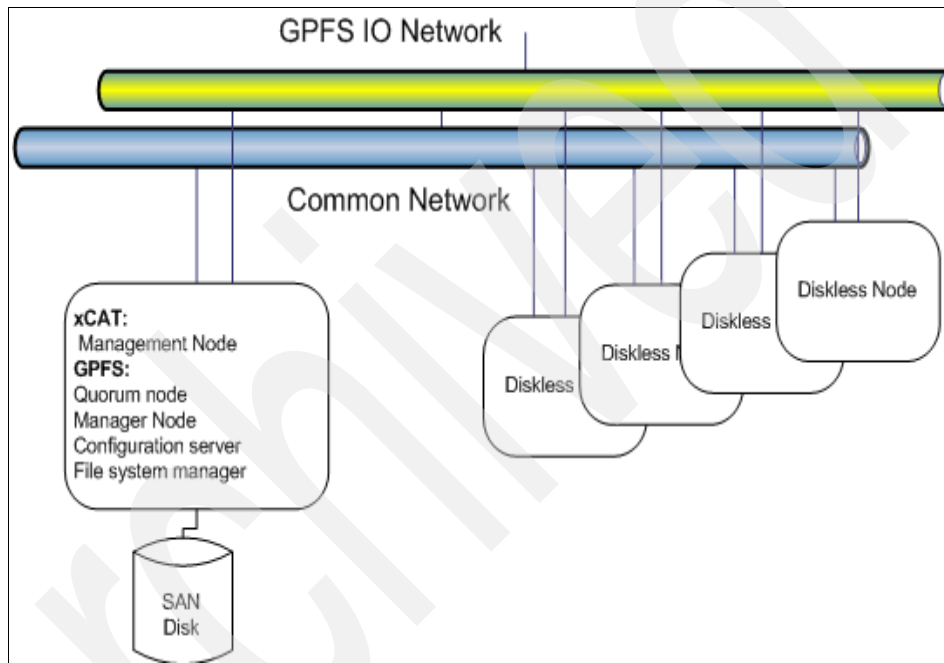 GPFS IO Network
Common Network
xCAT:
Management Node
GPFS:
Quorum node
Manager Node
Configuration server
File system manager
SAN
Disk
Diskless
Diskless N
Diskless
Diskless Node
rchived